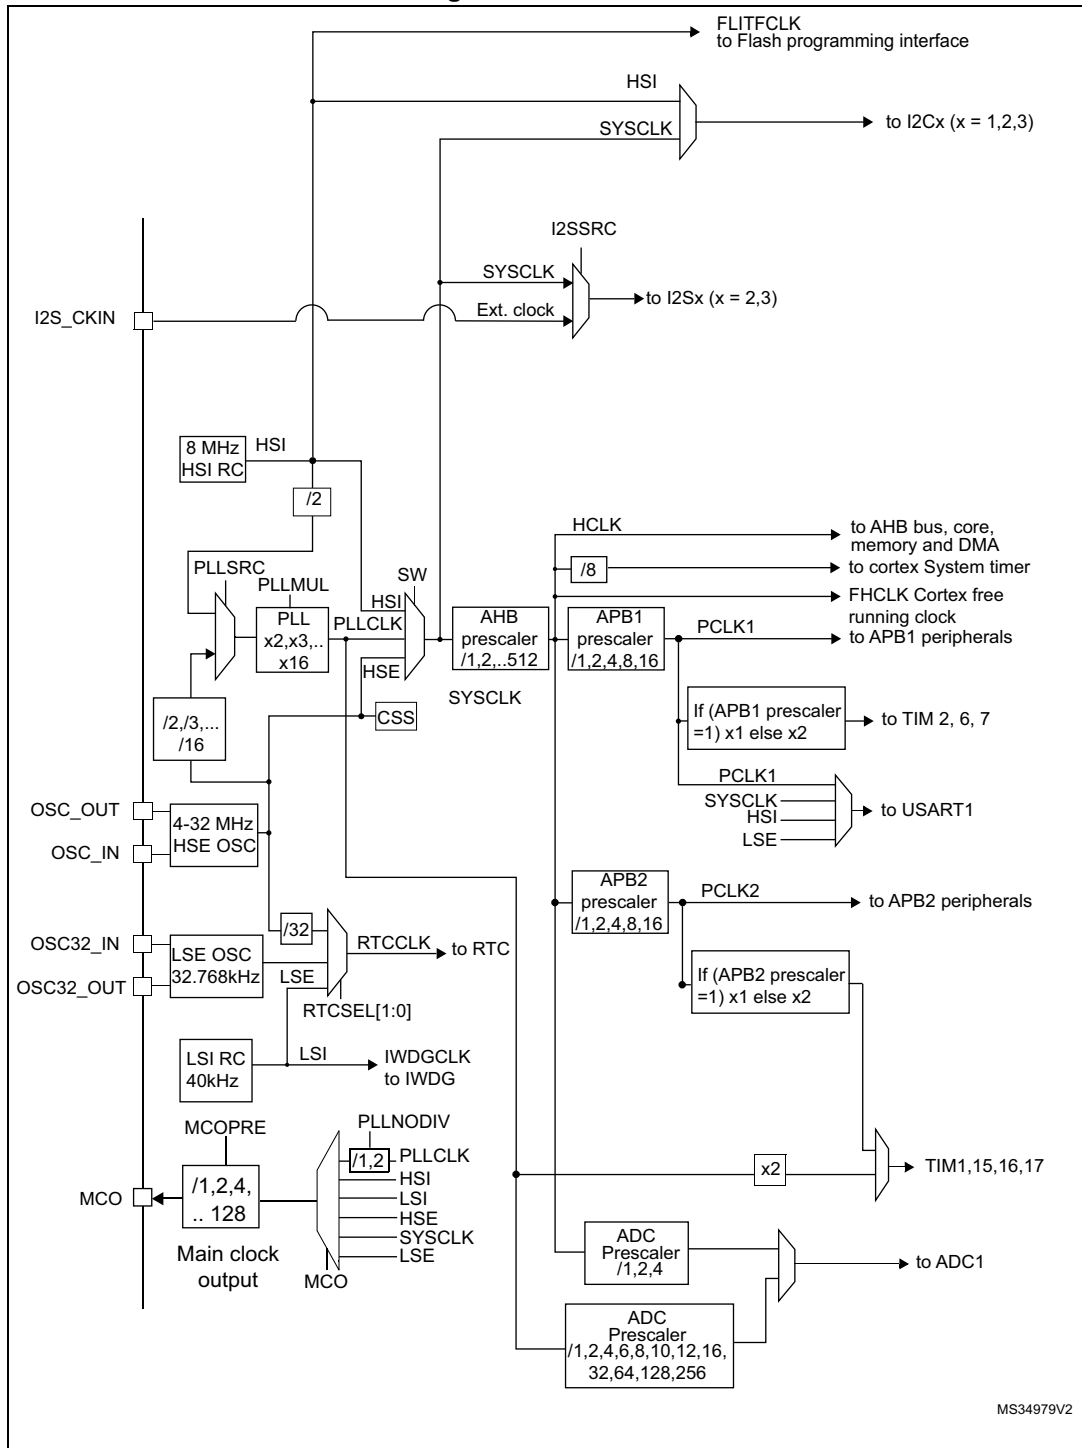 FLITFCLK
to Flash programming interface
HSI
to I2Cx (x = 1,2,3)
SYSCLK
I2SSRC
SYSCLK
to I2Sx (x = 2,3)
I2S_CKIN
Ext. clock
8 MHz
HSI RC
HSI
/2
HCLK
to AHB bus, core,
memory and DMA
/8
to cortex System timer
FHCLK Cortex free
running clock
PLLSRC
PLLMUL
SW
PLL
x2,x3,..
x16
HSI
PLLCLK
HSE
AHB
prescaler
/1,2,..512
APB1
prescaler
/1,2,4,8,16
PCLK1
to APB1 peripherals
SYSCLK
/2,/3,...
/16
CSS
If (APB1 prescaler
=1) x1 else x2
to TIM 2, 6, 7
PCLK1
SYSCLK
HSI
LSE
to USART1
OSC_OUT
OSC_IN
4-32 MHz
HSE OSC
APB2
prescaler
/1,2,4,8,16
PCLK2
to APB2 peripherals
/32
OSC32_IN
OSC32_OUT
LSE OSC
32.768kHz
LSE
RTCCLK
to RTC
RTCSEL[1:0]
If (APB2 prescaler
=1) x1 else x2
LSI RC
40kHz
LSI
IWDGCLK
to IWDG
MCOPRE
PLLNODIV
/1,2
PLLCLK
HSI
LSI
HSE
SYSCLK
LSE
MCO
/1,2,4,
.. 128
Main clock
output
MCO
x2
TIM1,15,16,17
ADC
Prescaler
/1,2,4
to ADC1
ADC
Prescaler
/1,2,4,6,8,10,12,16,
32,64,128,256
MS34979V2